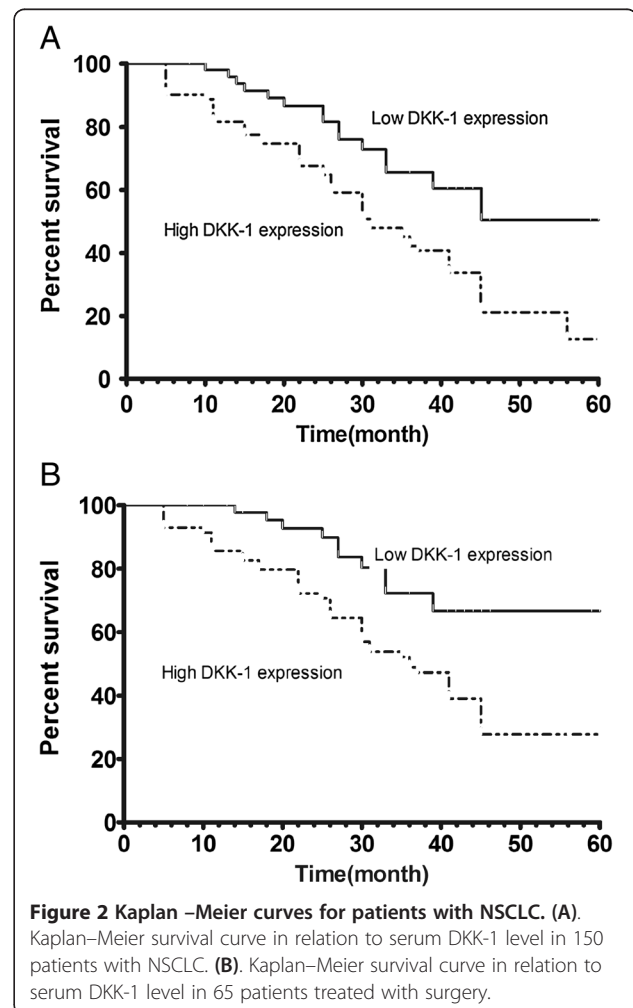 A
Percent survival
100
80
60
40
20
0
Low DKK-1 expression
High DKK-1 expression
0 10 20 30 40 50 60
Time(month)
B
Percent survival
100
80
60
40
20
0
Low DKK-1 expression
High DKK-1 expression
0 10 20 30 40 50 60
Time(month)
Figure 2 Kaplan –Meier curves for patients with NSCLC. (A).
Kaplan–Meier survival curve in relation to serum DKK-1 level in 150
patients with NSCLC. (B). Kaplan–Meier survival curve in relation to
serum DKK-1 level in 65 patients treated with surgery.